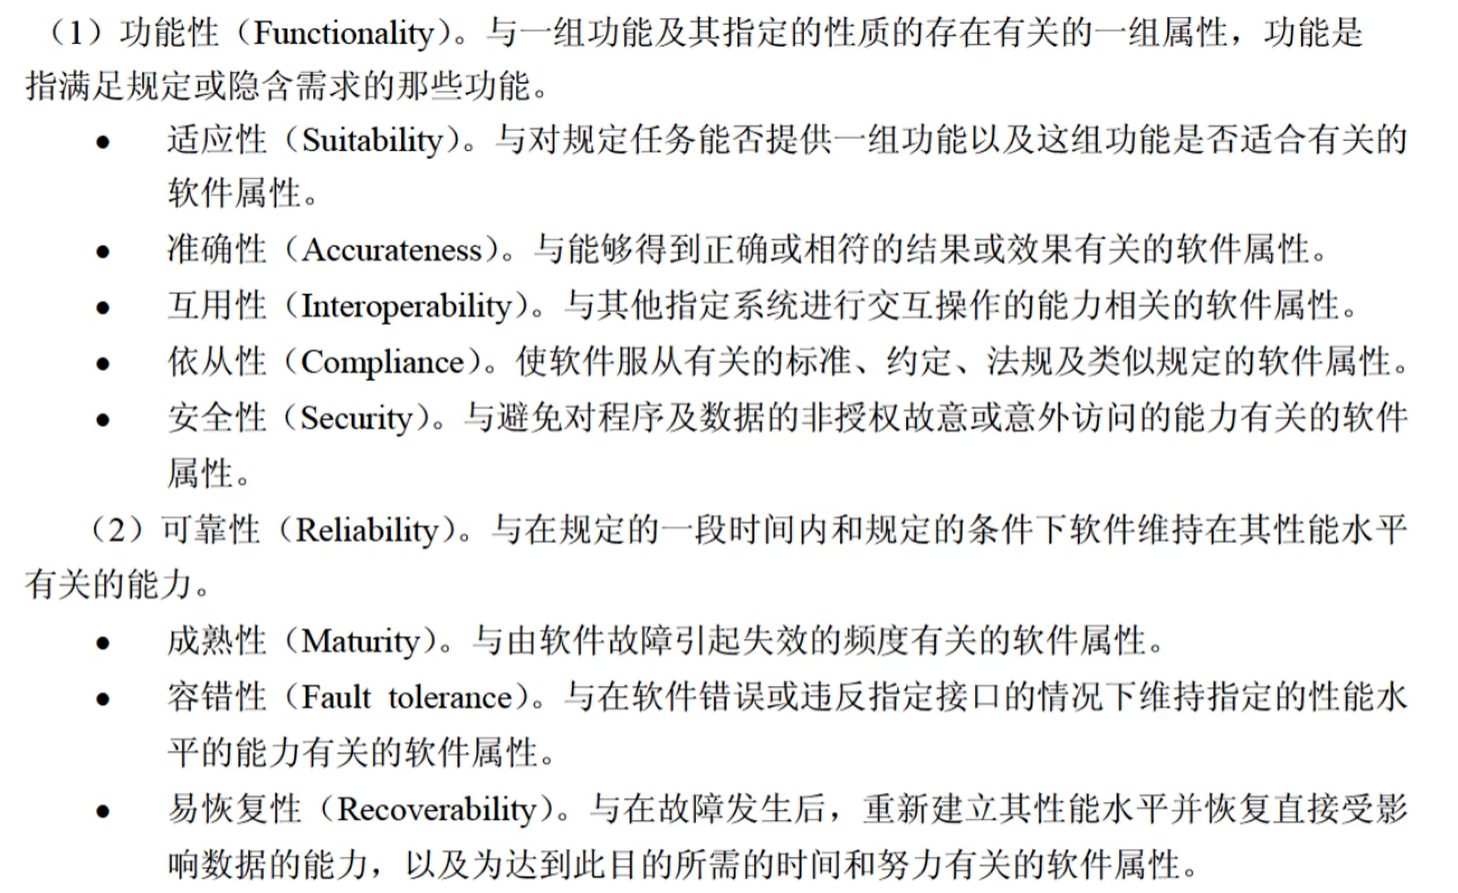 （1）功能性（Functionality）。与一组功能及其指定的性质的存在有关的一组属性，功能是
指满足规定或隐含需求的那些功能。
● 适应性（Suitability）。与对规定任务能否提供一组功能以及这组功能是否适合有关的
软件属性。
● 准确性（Accurateness）。与能够得到正确或相符的结果或效果有关的软件属性。
● 互用性（Interoperability）。与其他指定系统进行交互操作的能力相关的软件属性。
● 依从性（Compliance）。使软件服从有关的标准、约定、法规及类似规定的软件属性。
● 安全性（Security）。与避免对程序及数据的非授权故意或意外访问的能力有关的软件
属性。
（2）可靠性（Reliability）。与在规定的一段时间内和规定的条件下软件维持在其性能水平
有关的能力。
● 成熟性（Maturity）。与由软件故障引起失效的频度有关的软件属性。
● 容错性（Fault tolerance）。与在软件错误或违反指定接口的情况下维持指定的性能水
平的能力有关的软件属性。
● 易恢复性（Recoverability）。与在故障发生后，重新建立其性能水平并恢复直接受影
响数据的能力，以及为达到此目的所需的时间和努力有关的软件属性。